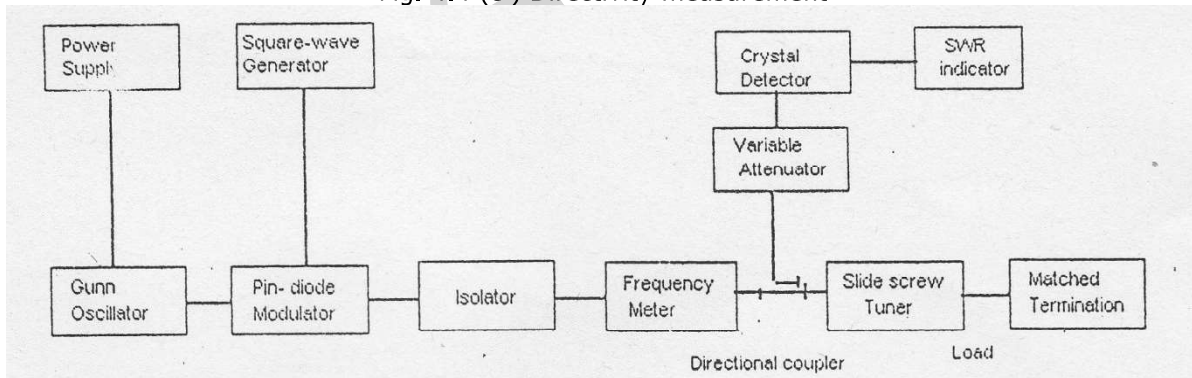 Power
Supply
Square-wave
Generator
Crystal
Detector
SWR
indicator
Variable
Attenuator
Gunn
Oscillator
Pin- diode
Modulator
Isolator
Frequency
Meter
Slide screw
Tuner
Matched
Termination
Directional coupler
Load